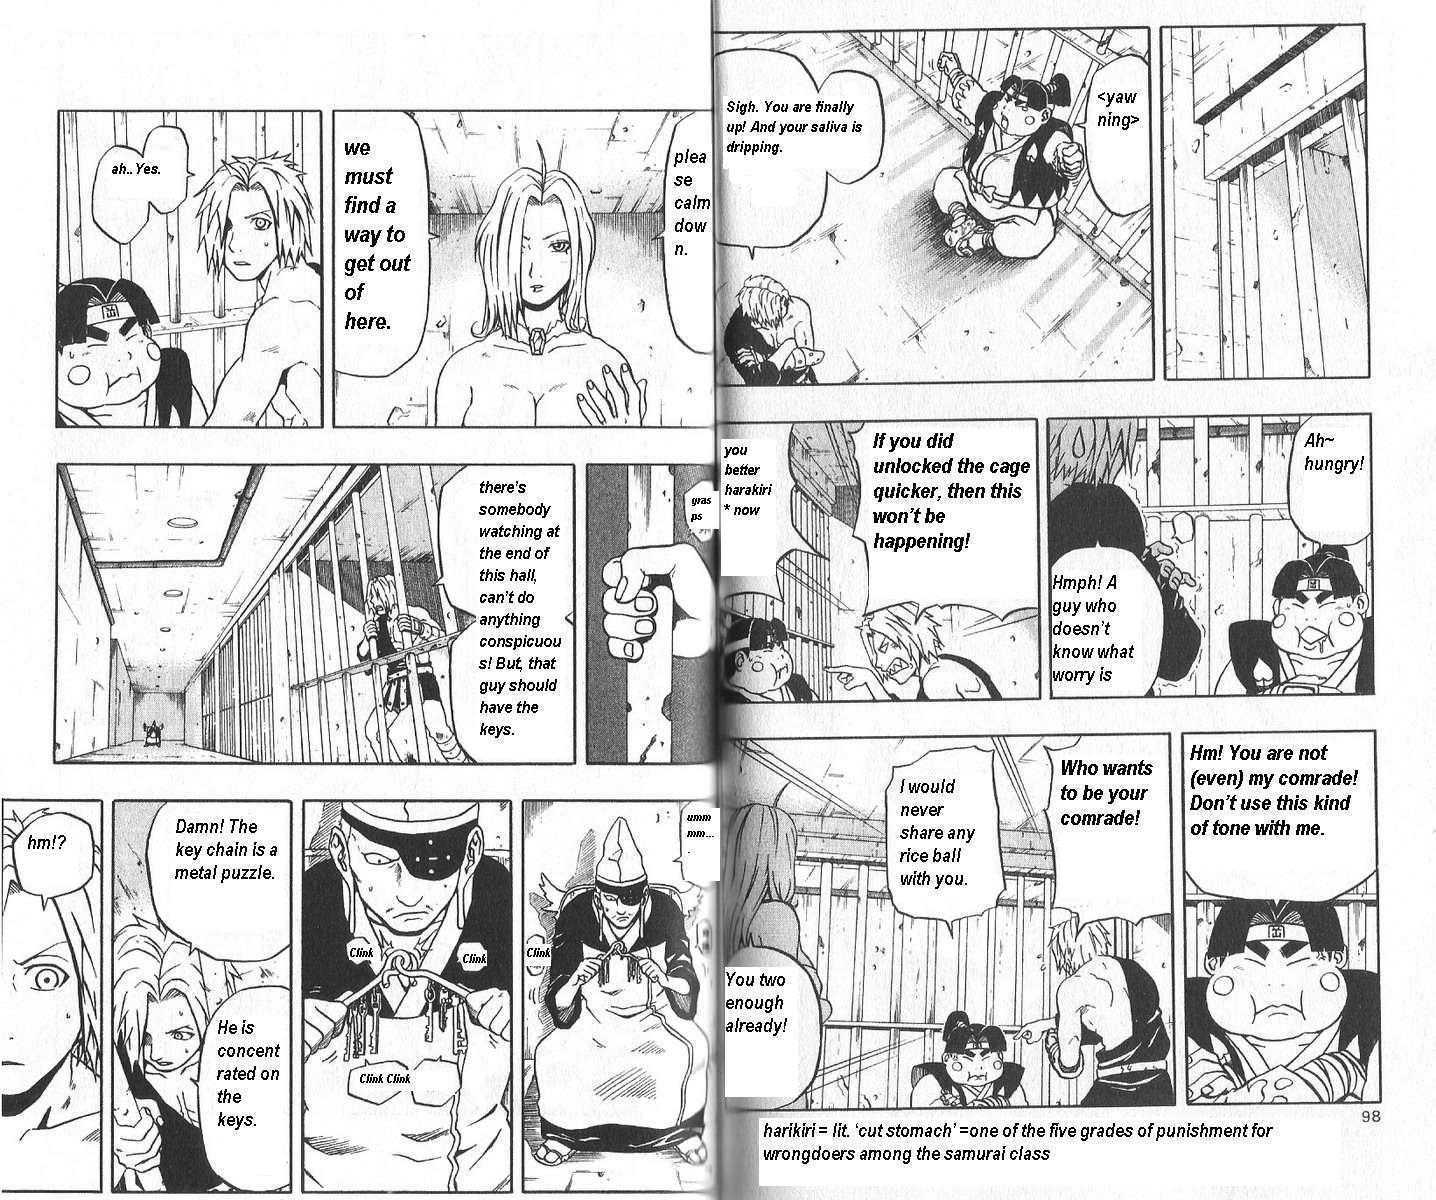 <yaw
ning>
Sigh. You are finally
up! And your saliva is
dripping.
Ah~
hungry!
Hmph! A
guy who
doesn't
know what
worry is
If you did
unlocked the cage
quicker, then this
won't be
happening!
you
better
harakiri
* now
Hm! You are not
(even) my comrade!
Don't use this kind
of tone with me.
Who wants
to be your
comrade!
I would
never
share any
rice ball
with you.
You two
enough
already!
98
harikiri = lit. 'cut stomach' =one of the five grades of punishment for
wrongdoers among the samurai class
plea
se
calm
dow
n.
we
must
find a
way to
get out
of
here.
ah.. Yes.
gras
ps
there's
somebody
watching at
the end of
this hall,
can't do
anything
conspicuou
s! But, that
guy should
have the
keys.
umm
mm...
.
Clink
Clink
Clink
Clink Clink
Damn! The
key chain is a
metal puzzle.
He is
concent
rated on
the
keys.
hm!?